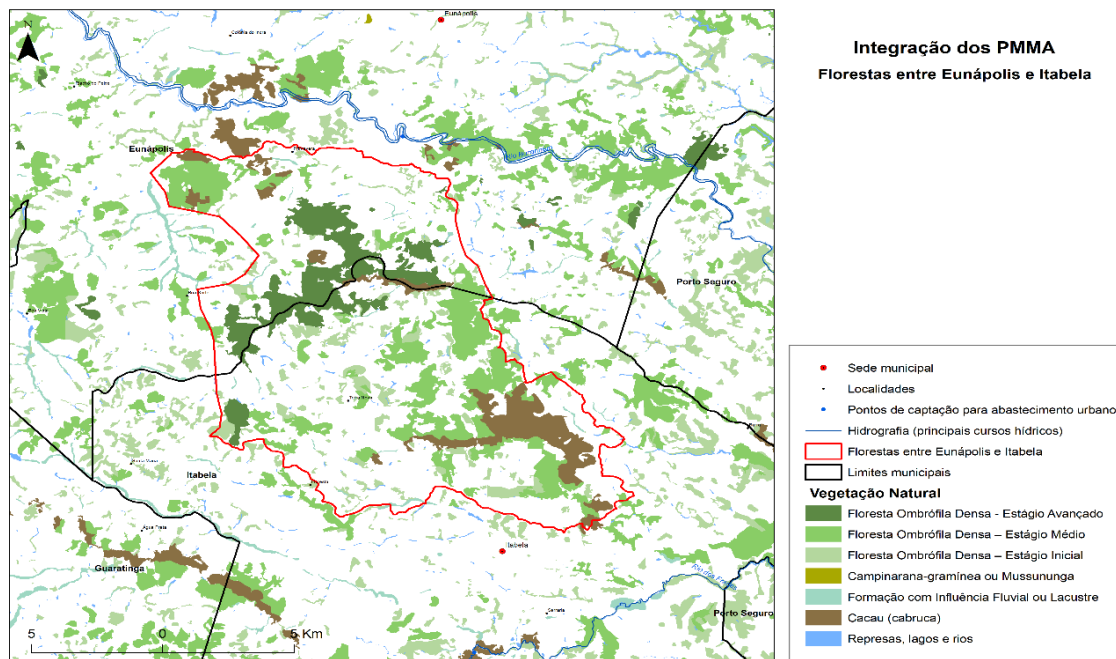 Integração dos PMMA
Florestas entre Eunápolis e Itabela
N
Eunápolis
Eunápolis
Porto Seguro
Itabela
Itabela
Guaratinga
Porto Seguro
5 0 5 Km
Sede municipal
Localidades
Pontos de captação para abastecimento urbano
Hidrografia (principais cursos hídricos)
Florestas entre Eunápolis e Itabela
Limites municipais
Vegetação Natural
Floresta Ombrófila Densa - Estágio Avançado
Floresta Ombrófila Densa – Estágio Médio
Floresta Ombrófila Densa – Estágio Inicial
Campinarana-gramínea ou Mussununga
Formação com Influência Fluvial ou Lacustre
Cacau (cabruca)
Represas, lagos e rios